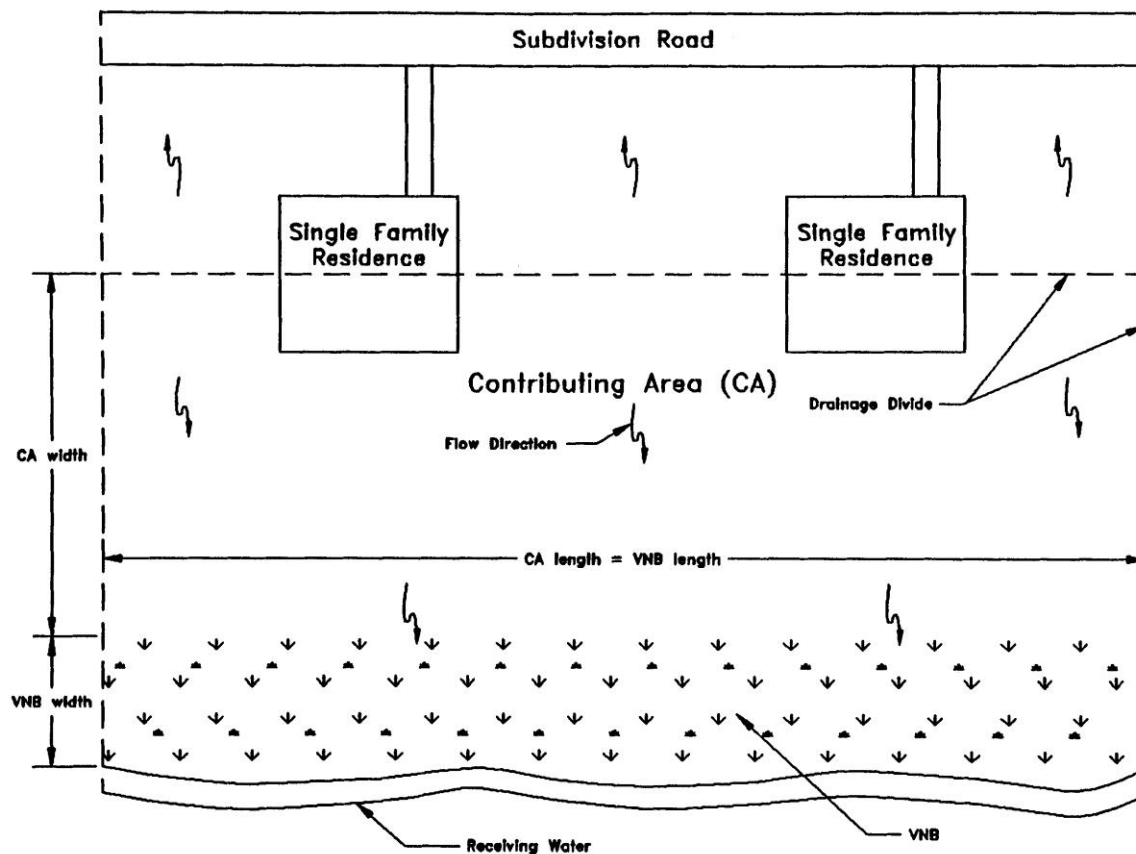 Subdivision Road
Single Family
Residence
Single Family
Residence
Contributing Area (CA)
Drainage Divide
Flow Direction
CA width
CA length = VNB length
VNB width
VNB
Receiving Water